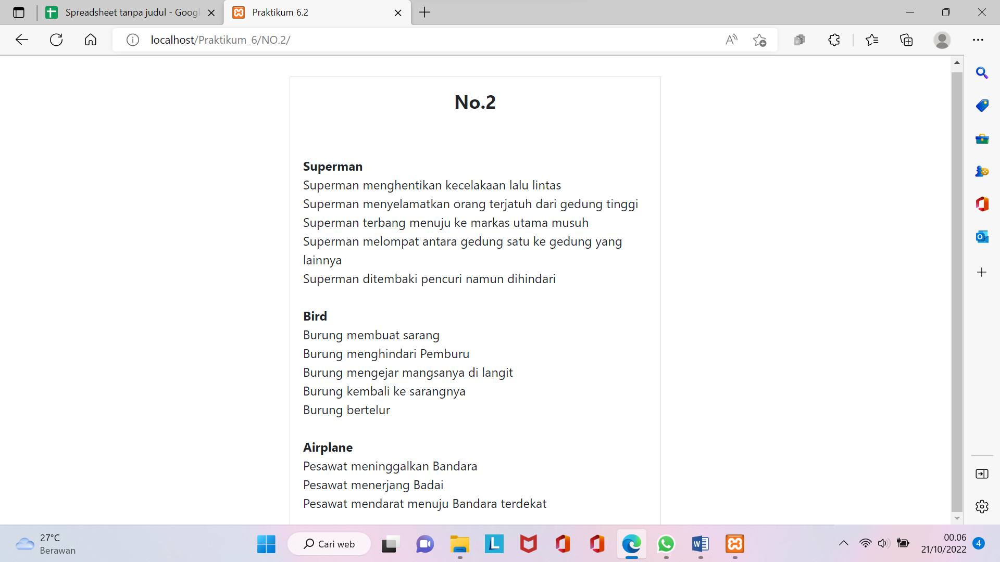 Spreadsheet tanpa judul - Googl
Praktikum 6.2
localhost/Praktikum_6/NO.2/
No.2
Superman
Superman menghentikan kecelakaan lalu lintas
Superman menyelamatkan orang terjatuh dari gedung tinggi
Superman terbang menuju ke markas utama musuh
Superman melompat antara gedung satu ke gedung yang
lainnya
Superman ditembaki pencuri namun dihindari
Bird
Burung membuat sarang
Burung menghindari Pemburu
Burung mengejar mangsanya di langit
Burung kembali ke sarangnya
Burung bertelur
Airplane
Pesawat meninggalkan Bandara
Pesawat menerjang Badai
Pesawat mendarat menuju Bandara terdekat
27°C
Berawan
Cari web
00.06
21/10/2022
4